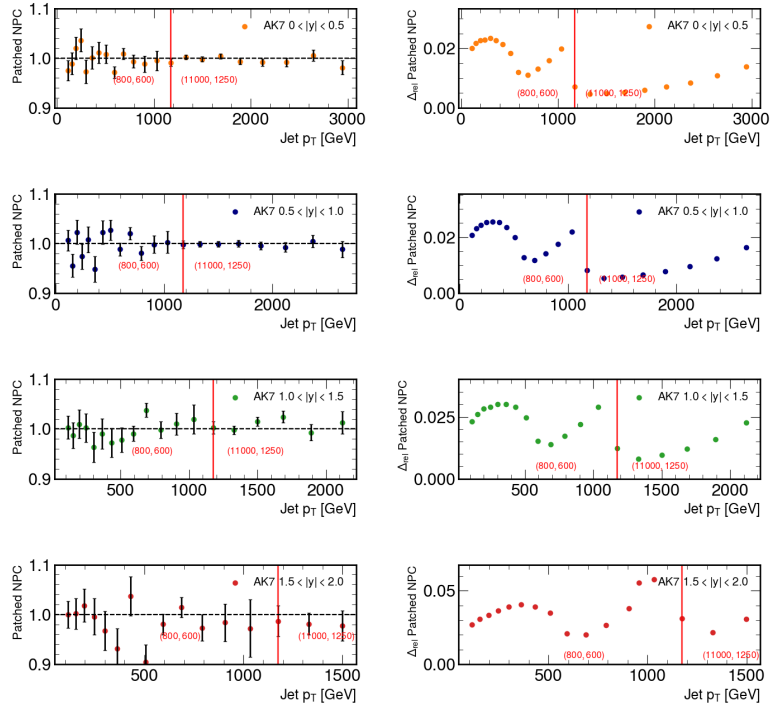 1.1
Patched NPC
AK7 0 < |y| < 0.5
1.0
(800, 600)
(11000, 1250)
0.9
0
1000
2000
3000
Jet pT [GeV]
Δrel Patched NPC
AK7 0 < |y| < 0.5
0.02
(800, 600)
(11000, 1250)
0.00
0
1000
2000
3000
Jet pT [GeV]
1.1
Patched NPC
AK7 0.5 < |y| < 1.0
1.0
(800, 600)
(11000, 1250)
0.9
0
1000
2000
Jet pT [GeV]
Δrel Patched NPC
AK7 0.5 < |y| < 1.0
0.02
(800, 600)
(11000, 1250)
0.00
0
1000
2000
Jet pT [GeV]
1.1
Patched NPC
AK7 1.0 < |y| < 1.5
1.0
(800, 600)
(11000, 1250)
0.9
500
1000
1500
2000
Jet pT [GeV]
Δrel Patched NPC
AK7 1.0 < |y| < 1.5
0.025
(800, 600)
(11000, 1250)
0.000
500
1000
1500
2000
Jet pT [GeV]
1.1
Patched NPC
AK7 1.5 < |y| < 2.0
1.0
(800, 600)
(11000, 1250)
0.9
500
1000
1500
Jet pT [GeV]
Δrel Patched NPC
AK7 1.5 < |y| < 2.0
0.05
(800, 600)
(11000, 1250)
0.00
500
1000
1500
Jet pT [GeV]